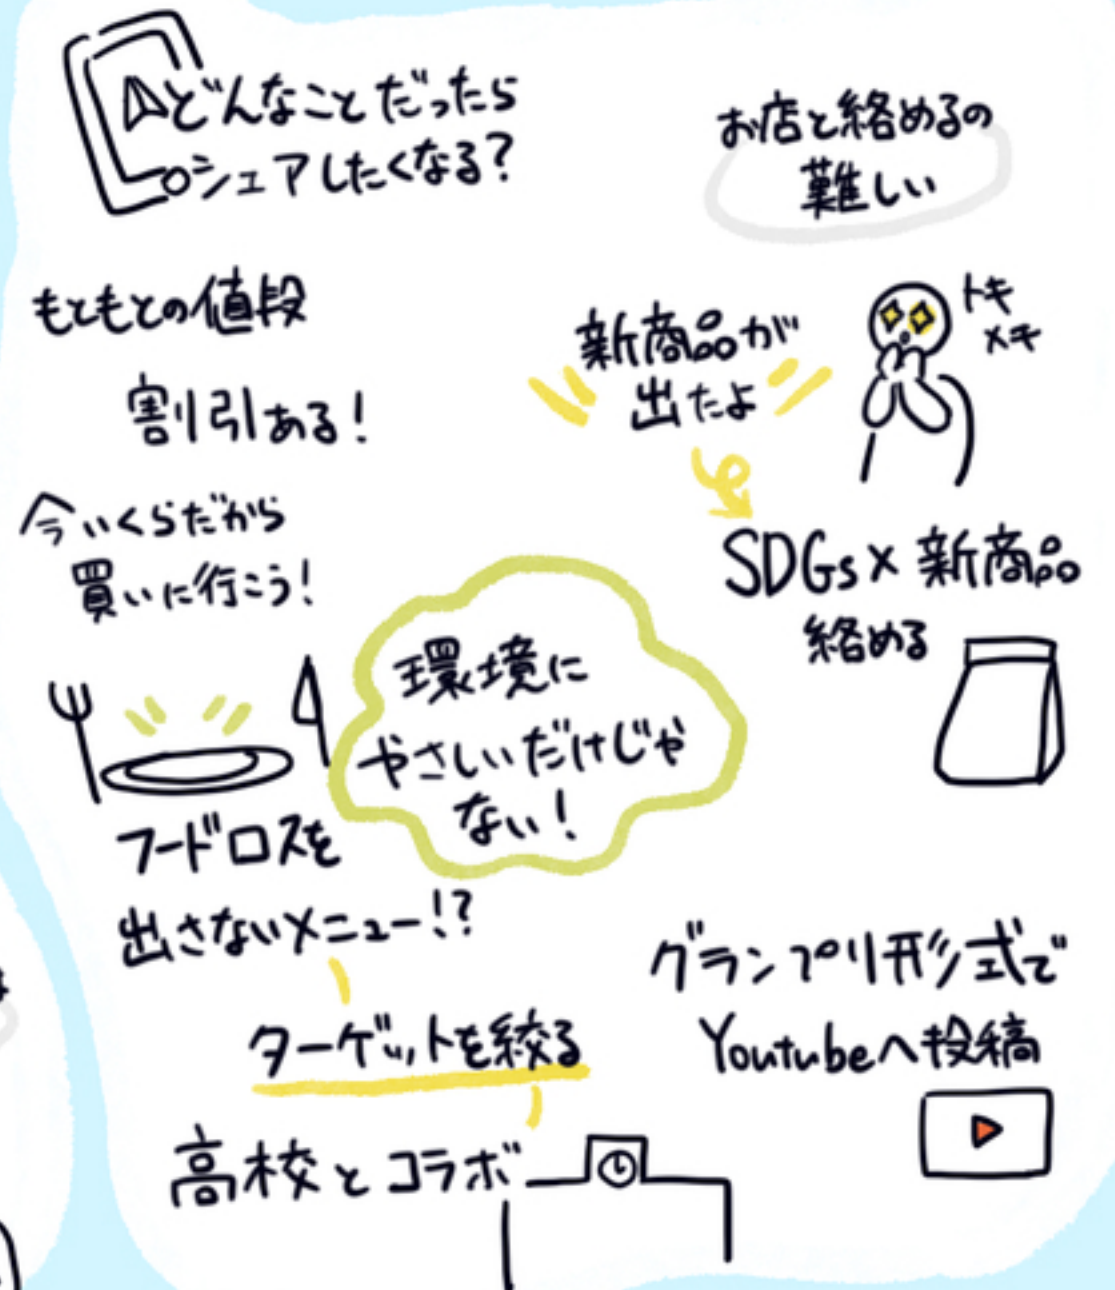 どんなことだったら
シェアしたくなる?
お店と絡めるの
難しい
もともとの値段
割引ある!
今いくらだから
買いに行こう!
新商品が
出たよ
トキ
メキ
SDGs×新商品
絡める
環境に
やさしいだけじゃ
ない!
フードロスを
出さないメニュー!?
ターゲットを絞る
高校とコラボ
グランプリ形式で
Youtubeへ投稿